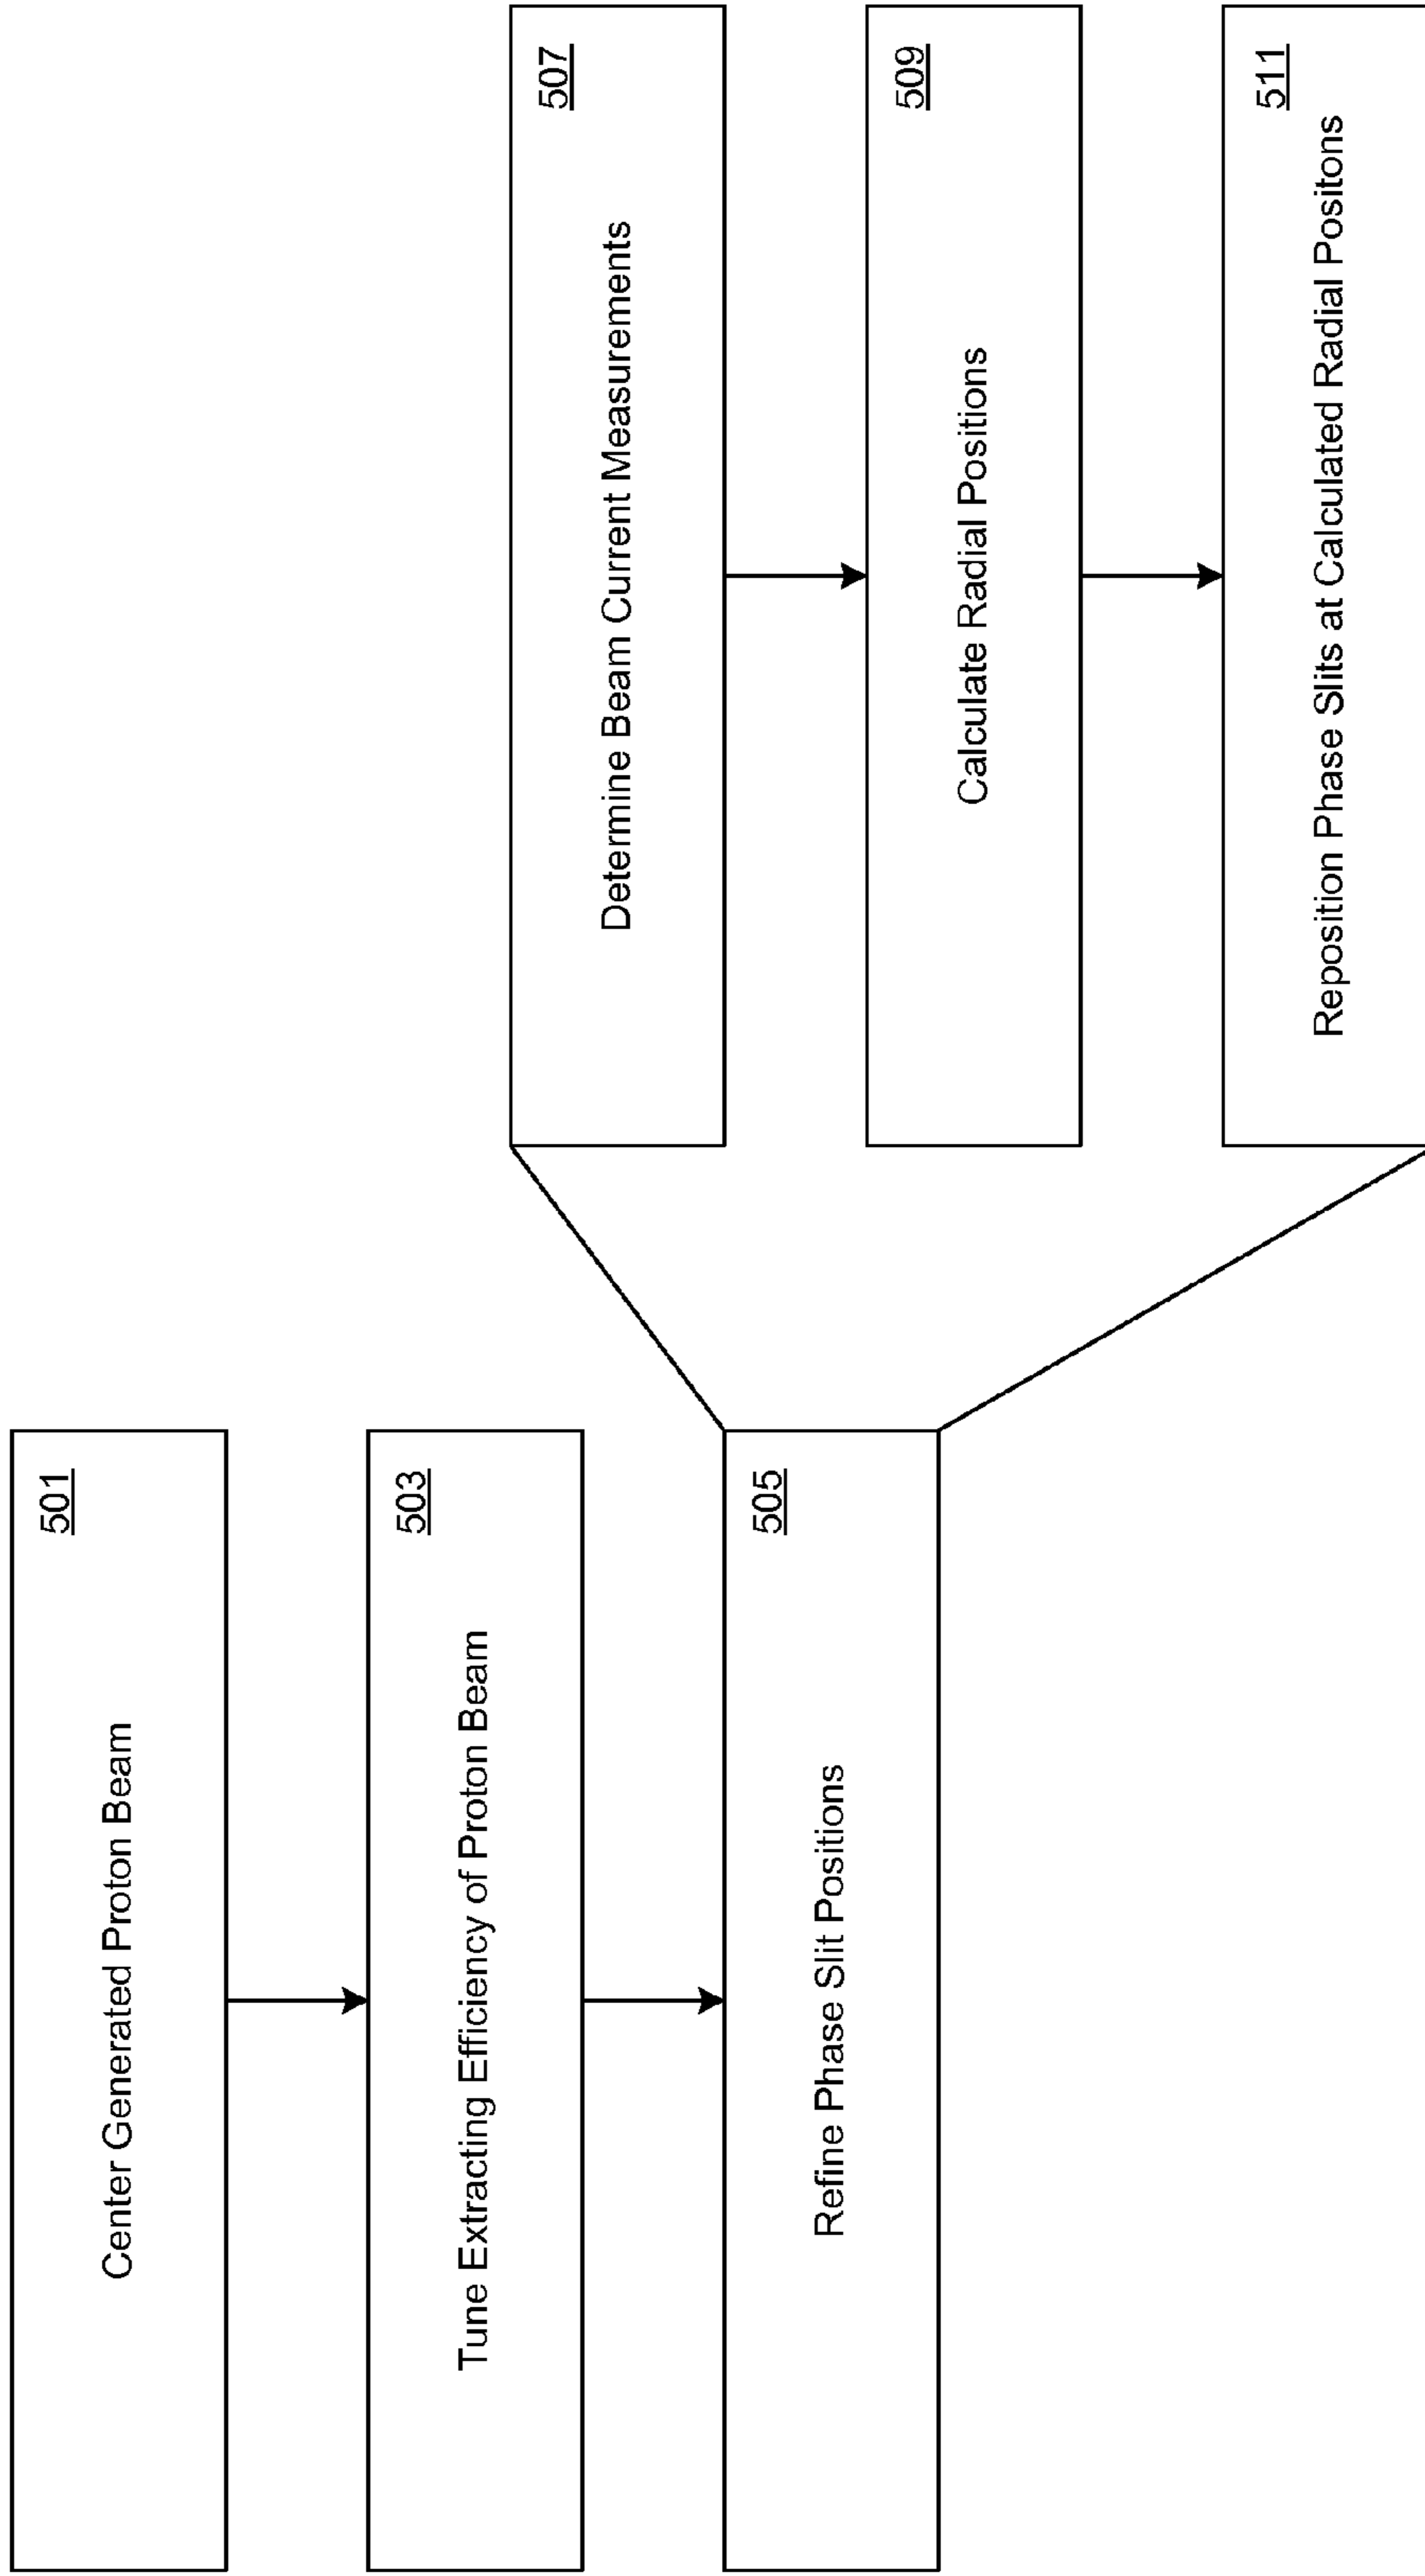 501
Center Generated Proton Beam
503
Tune Extracting Efficiency of Proton Beam
505
Refine Phase Slit Positions
507
Determine Beam Current Measurements
509
Calculate Radial Positions
511
Reposition Phase Slits at Calculated Radial Positons